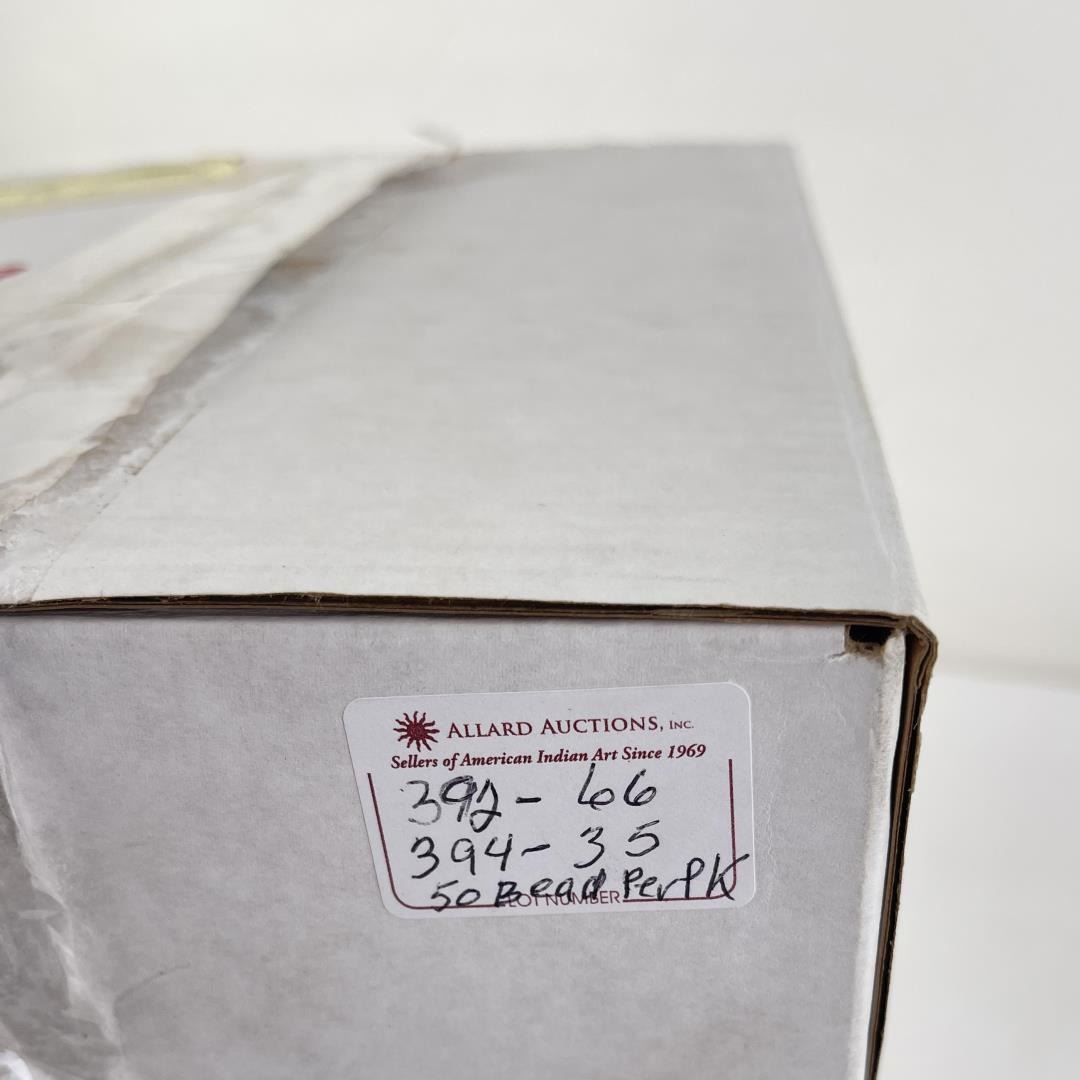 ALLARD AUCTIONS, INC.
Sellers of American Indian Art Since 1969
392 - 66
394 - 35
50 Bead Per PK
LOT NUMBER